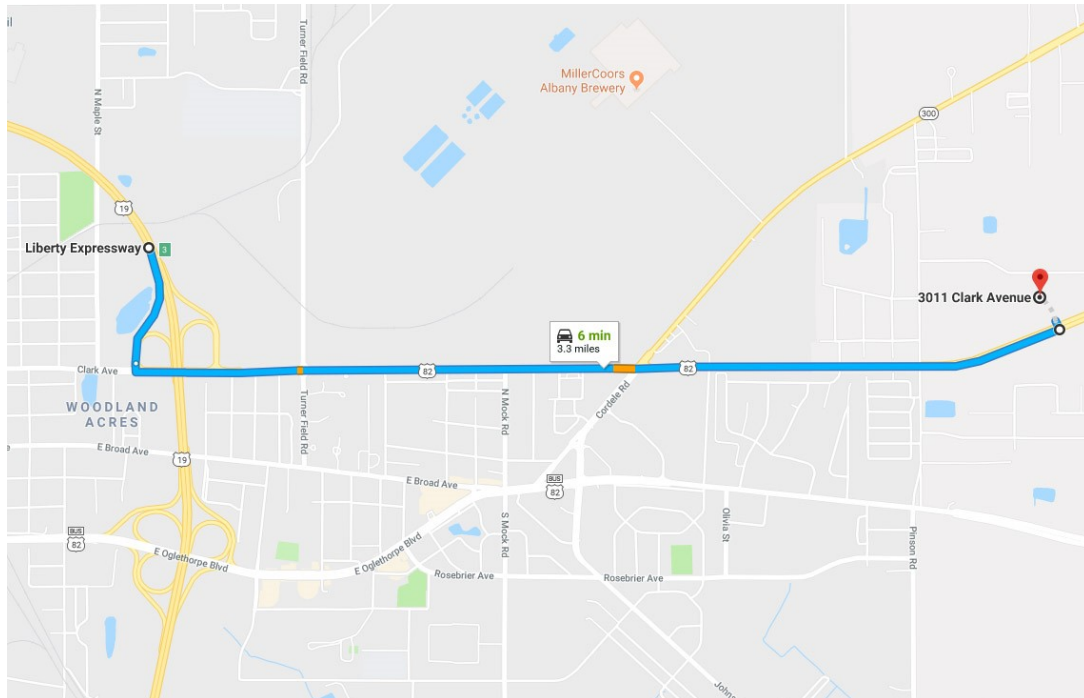 il
Turner Field Rd
MillerCoors
Albany Brewery
N Maple St
300
19
Liberty Expressway
3
3011 Clark Avenue
6 min
3.3 miles
Clark Ave
82
82
WOODLAND
ACRES
Turner Field Rd
N Mock Rd
Cordele Rd
E Broad Ave
19
E Broad Ave
BUS
82
BUS
82
E Oglethorpe Blvd
E Oglethorpe Blvd
S Mock Rd
Olivia St
Pinson Rd
Rosebrier Ave
Rosebrier Ave
Johns